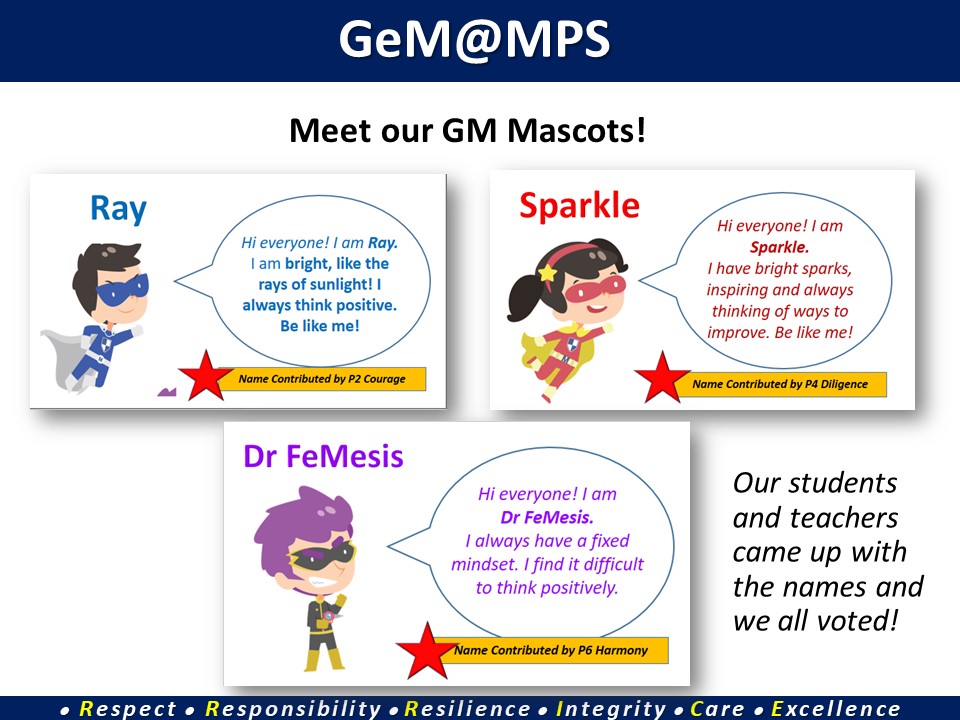 GeM@MPS
Meet our GM Mascots!
Ray
Hi everyone! I am Ray.
I am bright, like the
rays of sunlight! I
always think positive.
Be like me!
Name Contributed by P2 Courage
Sparkle
Hi everyone! I am
Sparkle.
I have bright sparks,
inspiring and always
thinking of ways to
improve. Be like me!
Name Contributed by P4 Diligence
Dr FeMesis
Hi everyone! I am
Dr FeMesis.
I always have a fixed
mindset. I find it difficult
to think positively.
Name Contributed by P6 Harmony
Our students
and teachers
came up with
the names and
we all voted!
● Respect ● Responsibility ● Resilience ● Integrity ● Care ● Excellence